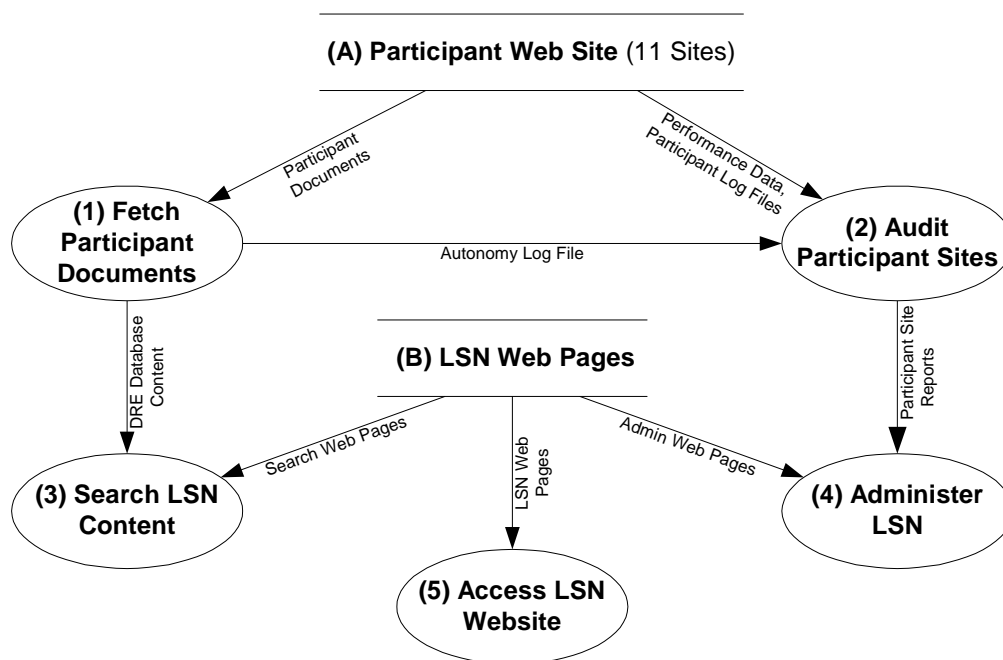 (A) Participant Web Site (11 Sites)
Participant
Documents
Performance Data,
Participant Log Files
(1) Fetch
Participant
Documents
Autonomy Log File
(2) Audit
Participant Sites
DRE Database
Content
(B) LSN Web Pages
Participant Site
Reports
Search Web Pages
LSN Web
Pages
Admin Web Pages
(3) Search LSN
Content
(4) Administer
LSN
(5) Access LSN
Website